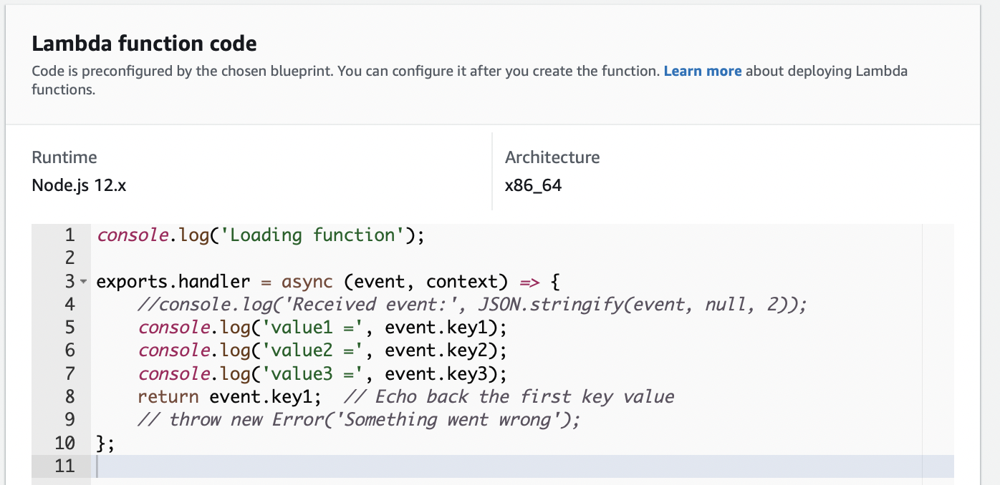 Lambda function code
Code is preconfigured by the chosen blueprint. You can configure it after you create the function. Learn more about deploying Lambda
functions.
Runtime
Node.js 12.x
Architecture
x86_64
1 console.log('Loading function');
2
3 exports.handler = async (event, context) => {
4     //console.log('Received event:', JSON.stringify(event, null, 2));
5     console.log('value1 =', event.key1);
6     console.log('value2 =', event.key2);
7     console.log('value3 =', event.key3);
8     return event.key1;  // Echo back the first key value
9     // throw new Error('Something went wrong');
10 };
11